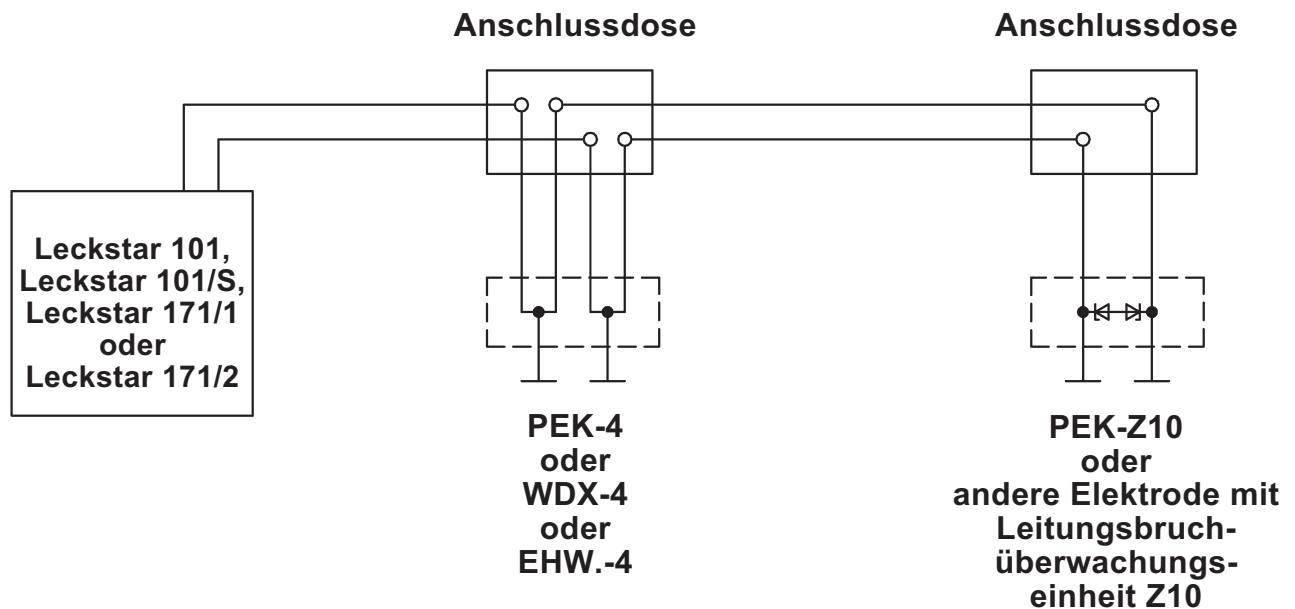 Anschlussdose
Anschlussdose
Leckstar 101,
Leckstar 101/S,
Leckstar 171/1
oder
Leckstar 171/2
PEK-4
oder
WDX-4
oder
EHW.-4
PEK-Z10
oder
andere Elektrode mit
Leitungsbruch-
überwachungs-
einheit Z10